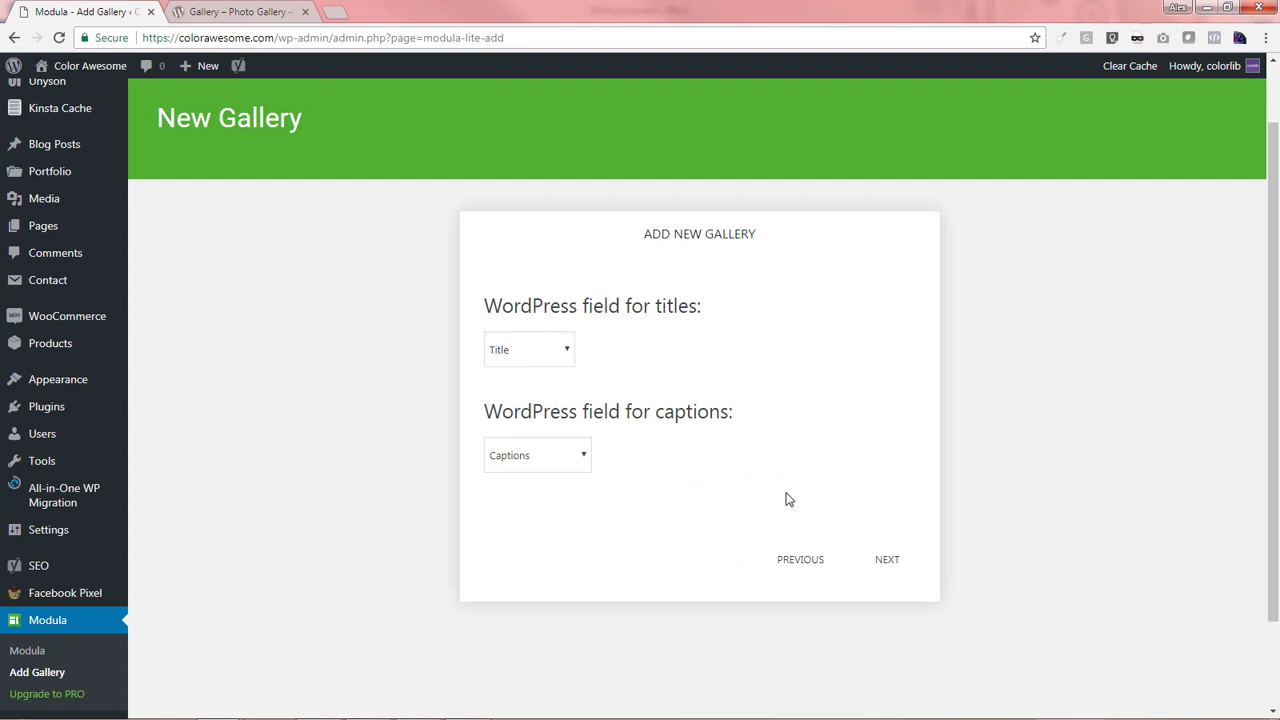 Modula - Add Gallery ‹ C
Gallery – Photo Gallery –
Alex
Secure
https://colorawesome.com/wp-admin/admin.php?page=modula-lite-add
Color Awesome
0
New
Clear Cache
Howdy, colorlib
Unyson
Kinsta Cache
Blog Posts
Portfolio
Media
Pages
Comments
Contact
WooCommerce
Products
Appearance
Plugins
Users
Tools
All-in-One WP
Migration
Settings
SEO
Facebook Pixel
Modula
Modula
Add Gallery
Upgrade to PRO
New Gallery
ADD NEW GALLERY
WordPress field for titles:
Title
WordPress field for captions:
Captions
PREVIOUS
NEXT